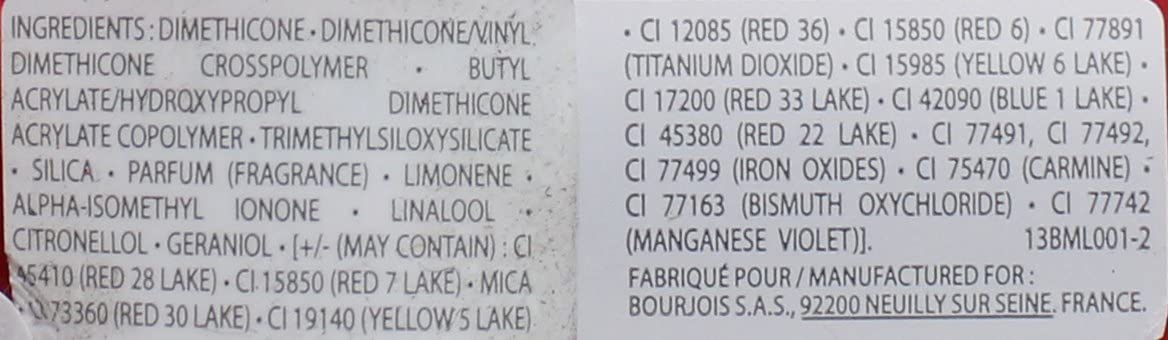 INGREDIENTS : DIMETHICONE • DIMETHICONE/VINYL
DIMETHICONE CROSSPOLYMER • BUTYL
ACRYLATE/HYDROXYPROPYL DIMETHICONE
ACRYLATE COPOLYMER • TRIMETHYLSILOXYSILICATE
• SILICA • PARFUM (FRAGRANCE) • LIMONENE •
ALPHA-ISOMETHYL IONONE • LINALOOL •
CITRONELLOL • GERANIOL • [+/- (MAY CONTAIN) : CI
45410 (RED 28 LAKE) • CI 15850 (RED 7 LAKE) • MICA
• CI 73360 (RED 30 LAKE) • CI 19140 (YELLOW 5 LAKE)
• CI 12085 (RED 36) • CI 15850 (RED 6) • CI 77891
(TITANIUM DIOXIDE) • CI 15985 (YELLOW 6 LAKE) •
CI 17200 (RED 33 LAKE) • CI 42090 (BLUE 1 LAKE) •
CI 45380 (RED 22 LAKE) • CI 77491, CI 77492,
CI 77499 (IRON OXIDES) • CI 75470 (CARMINE) •
CI 77163 (BISMUTH OXYCHLORIDE) • CI 77742
(MANGANESE VIOLET)]. 13BML001-2
FABRIQUÉ POUR / MANUFACTURED FOR :
BOURJOIS S.A.S., 92200 NEUILLY SUR SEINE. FRANCE.